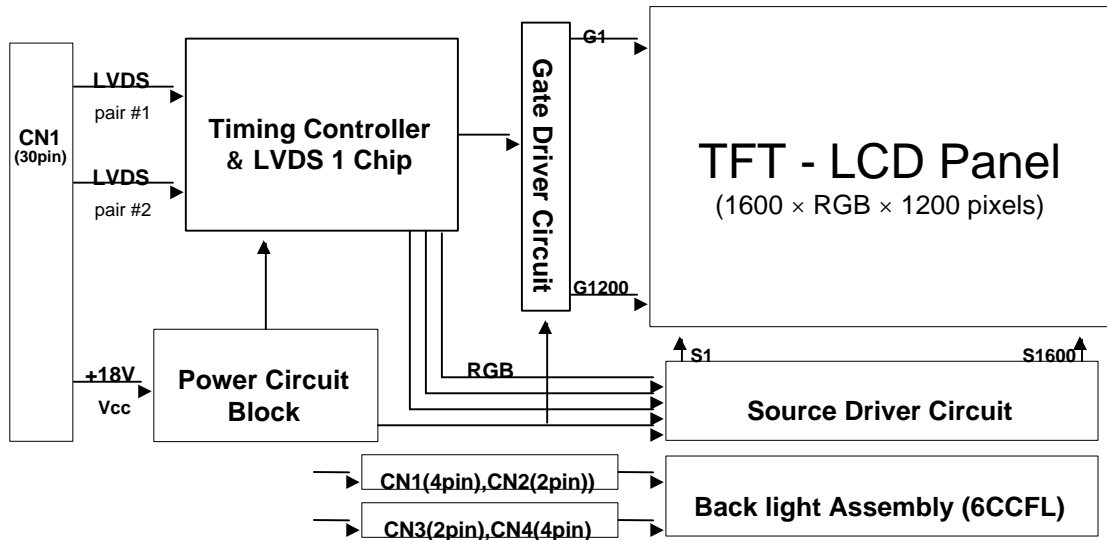 CN1
(30pin)
LVDS
pair #1
LVDS
pair #2
+18V
Vcc
Timing Controller
& LVDS 1 Chip
Power Circuit
Block
Gate Driver Circuit
G1
G1200
TFT - LCD Panel
(1600 × RGB × 1200 pixels)
RGB
S1
S1600
Source Driver Circuit
CN1(4pin),CN2(2pin))
CN3(2pin),CN4(4pin)
Back light Assembly (6CCFL)